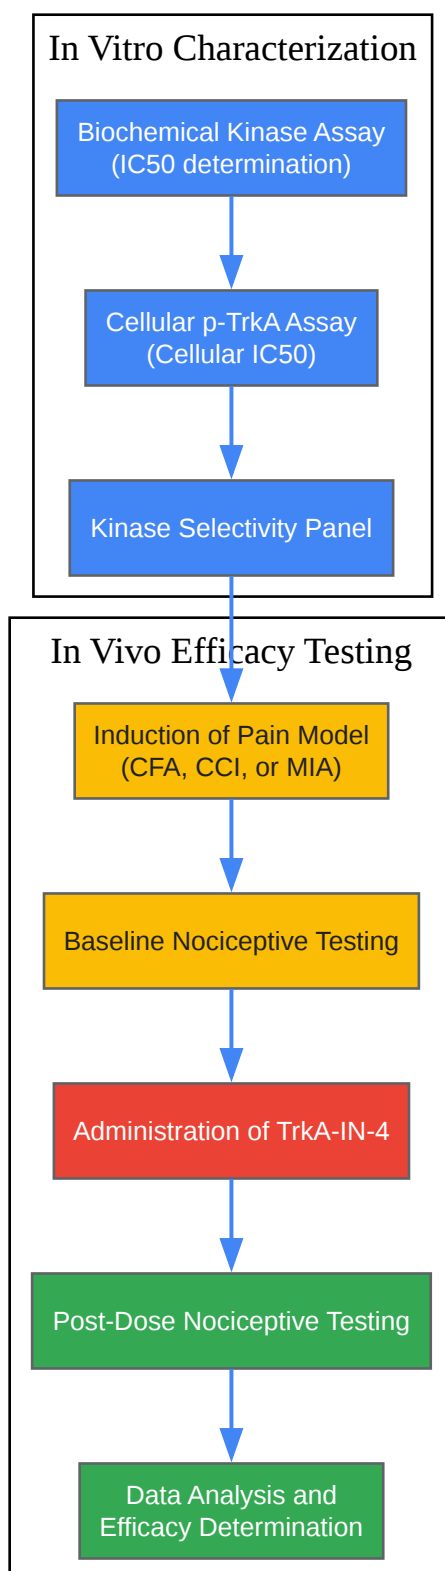 In Vitro Characterization
Biochemical Kinase Assay
(IC50 determination)
Cellular p-TrkA Assay
(Cellular IC50)
Kinase Selectivity Panel
In Vivo Efficacy Testing
Induction of Pain Model
(CFA, CCI, or MIA)
Baseline Nociceptive Testing
Administration of TrkA-IN-4
Post-Dose Nociceptive Testing
Data Analysis and
Efficacy Determination